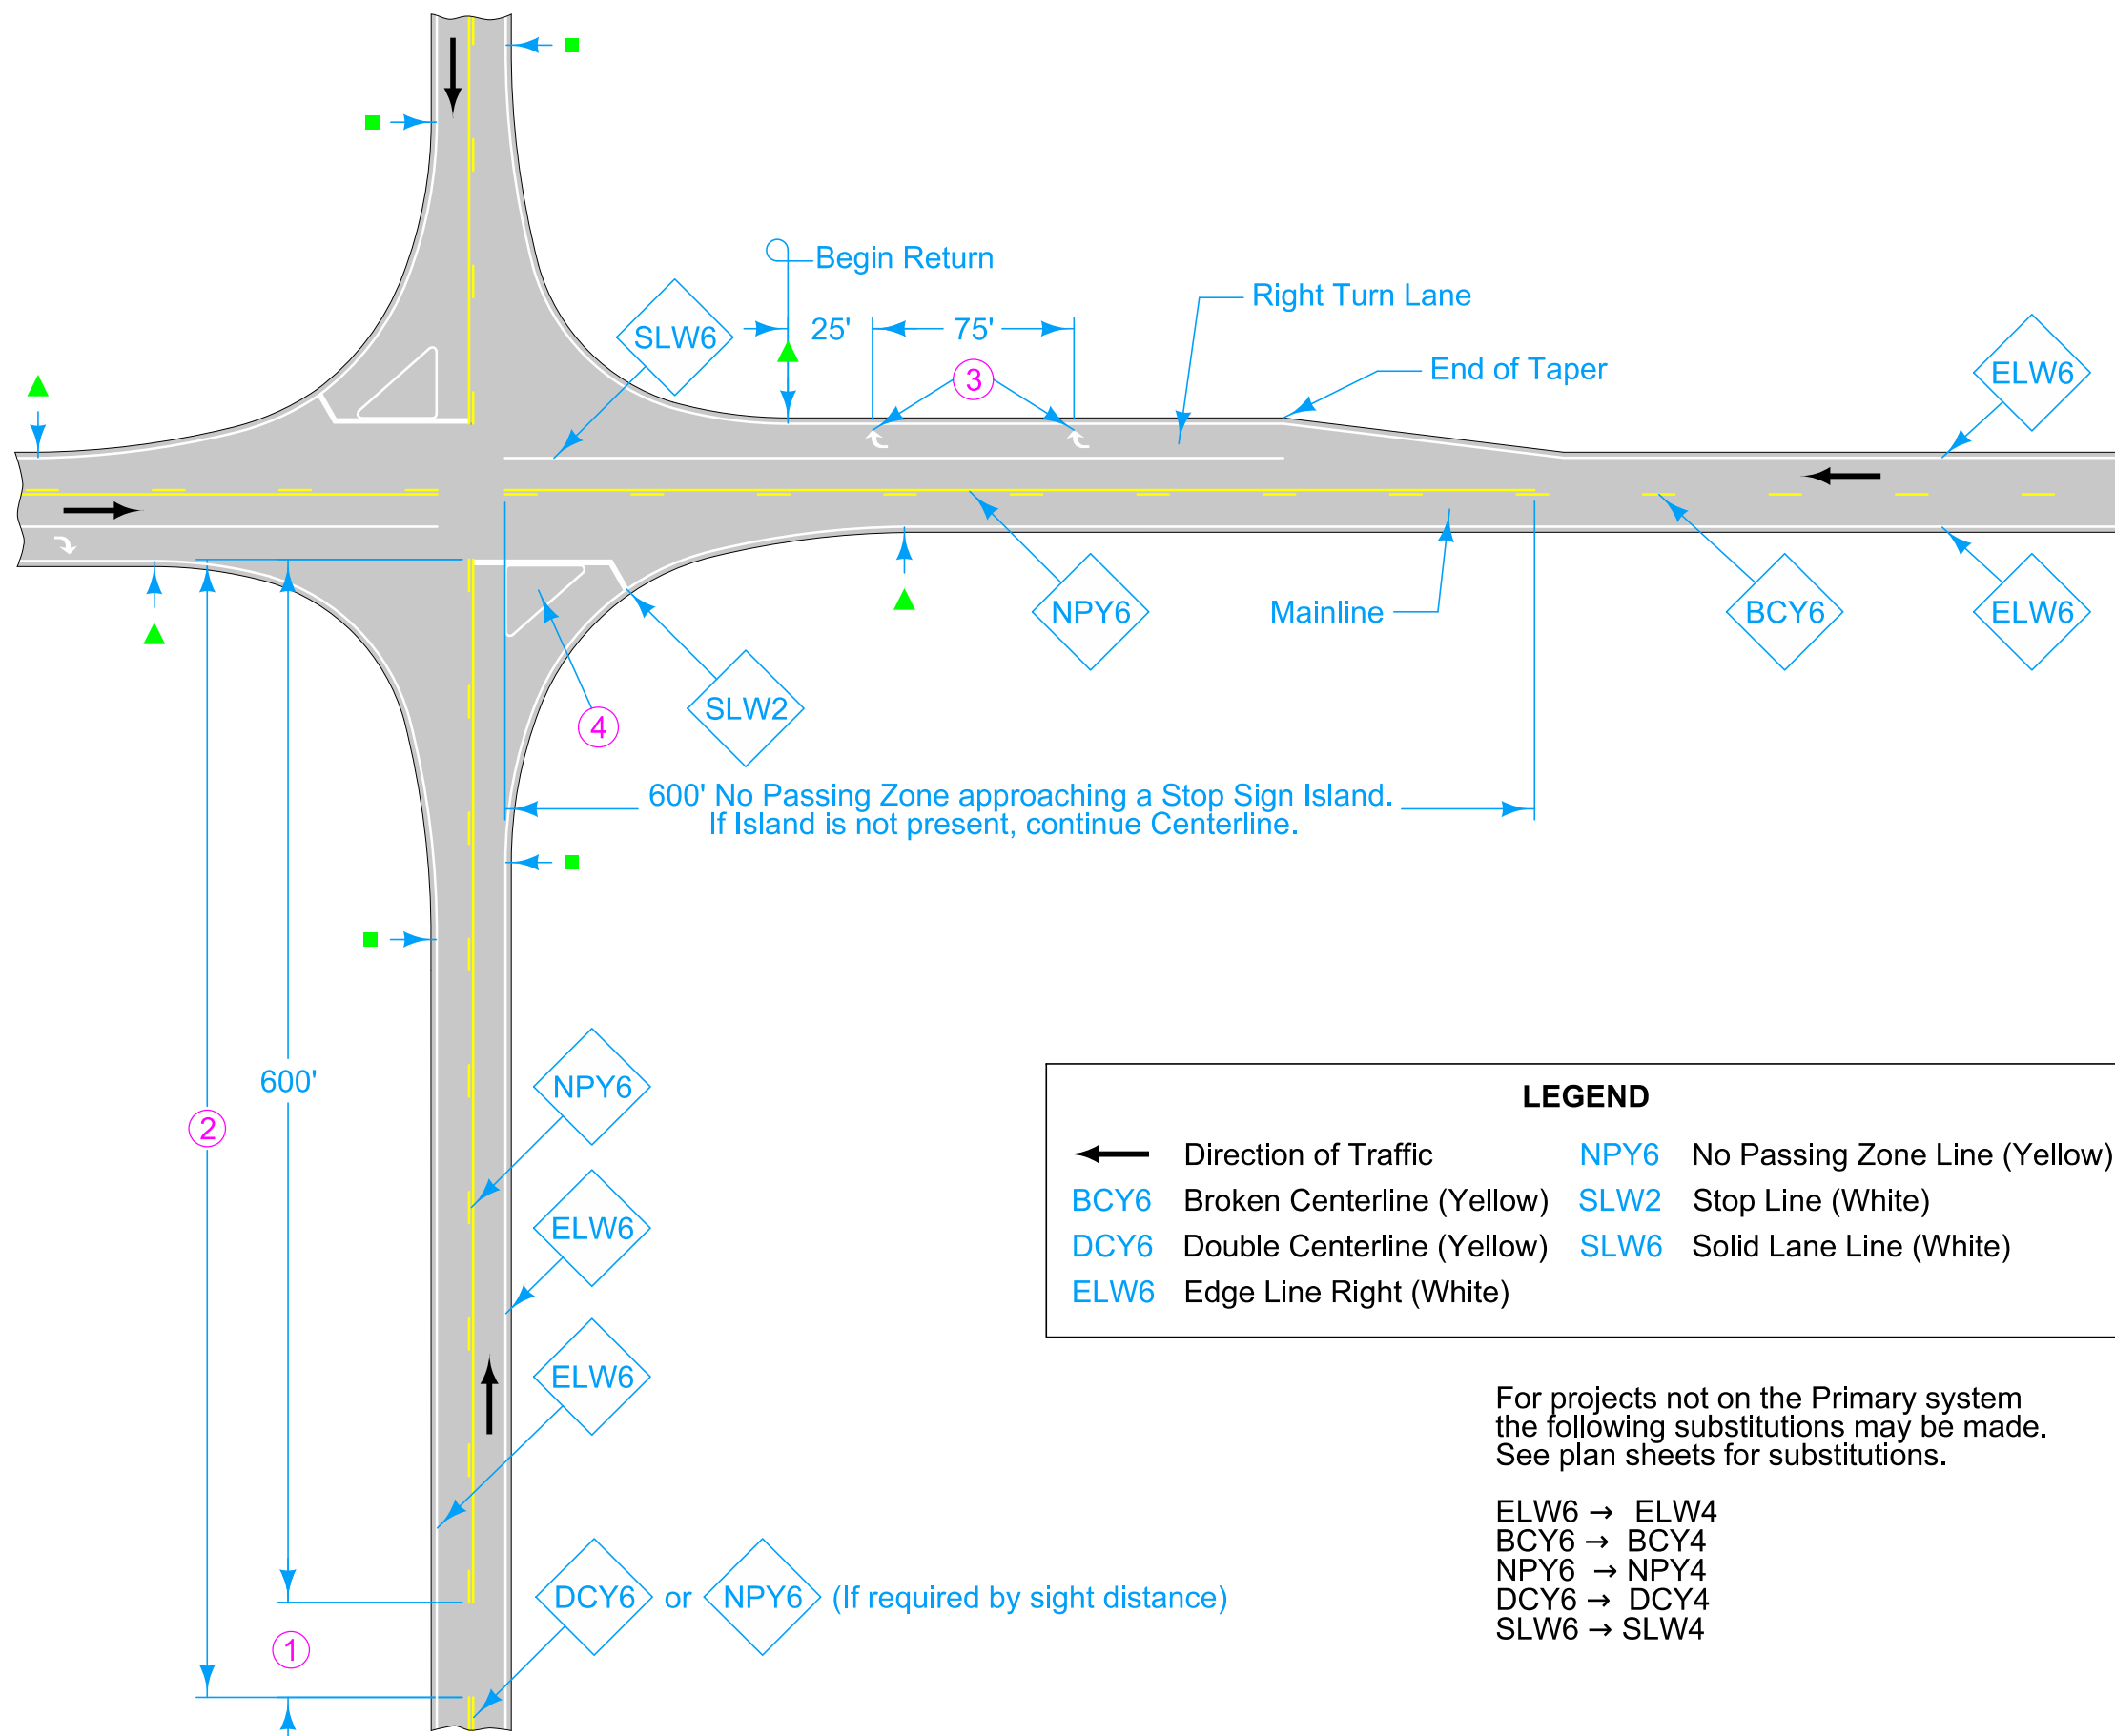 Begin Return
SLW6
25'
75'
Right Turn Lane
3
End of Taper
ELW6
NPY6
Mainline
BCY6
ELW6
SLW2
4
600' No Passing Zone approaching a Stop Sign Island.
If Island is not present, continue Centerline.
600'
2
NPY6
ELW6
ELW6
DCY6 or NPY6 (If required by sight distance)
1
LEGEND
Direction of Traffic
NPY6 No Passing Zone Line (Yellow)
BCY6 Broken Centerline (Yellow)
SLW2 Stop Line (White)
DCY6 Double Centerline (Yellow)
SLW6 Solid Lane Line (White)
ELW6 Edge Line Right (White)
For projects not on the Primary system
the following substitutions may be made.
See plan sheets for substitutions.
ELW6 → ELW4
BCY6 → BCY4
NPY6 → NPY4
DCY6 → DCY4
SLW6 → SLW4